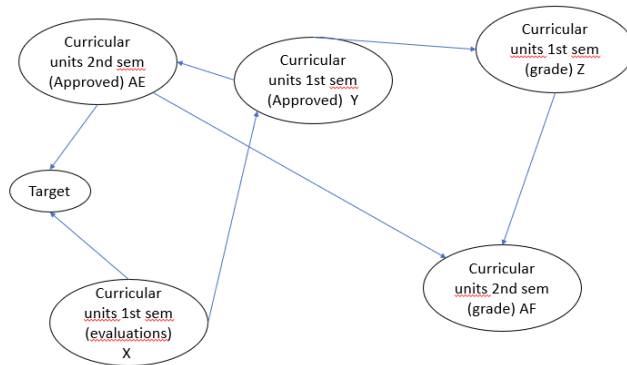 Curricular
units 2nd sem
(Approved) AE
Curricular
units 1st sem
(Approved) Y
Curricular
units 1st sem
(grade) Z
Target
Curricular
units 1st sem
(evaluations)
X
Curricular
units 2nd sem
(grade) AF